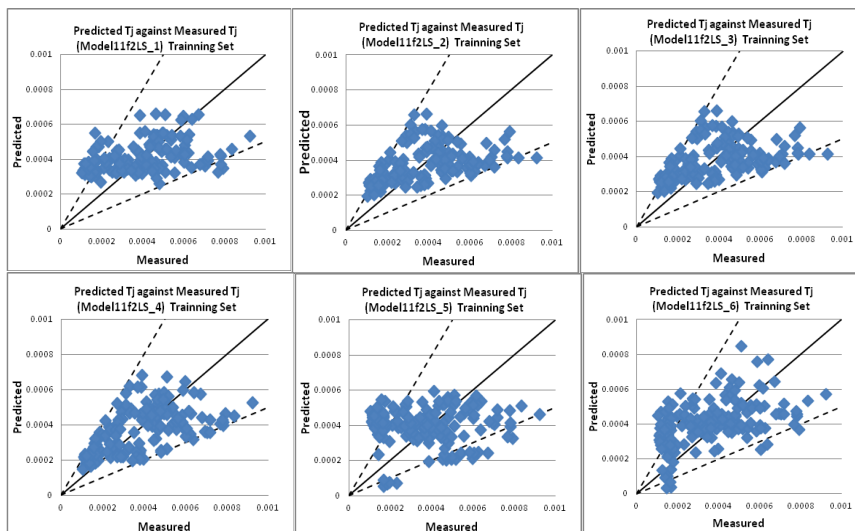 Predicted Tj against Measured Tj
(Model11f2LS_1) Trainning Set
0.001
0.0008
0.0006
0.0004
0.0002
0
Predicted
0 0.0002 0.0004 0.0006 0.0008 0.001
Measured
Predicted Tj against Measured Tj
(Model11f2LS_2) Trainning Set
0.001
0.0008
0.0006
0.0004
0.0002
0
Predicted
0 0.0002 0.0004 0.0006 0.0008 0.001
Measured
Predicted Tj against Measured Tj
(Model11f2LS_3) Trainning Set
0.001
0.0008
0.0006
0.0004
0.0002
0
Predicted
0 0.0002 0.0004 0.0006 0.0008 0.001
Measured
Predicted Tj against Measured Tj
(Model11f2LS_4) Trainning Set
0.001
0.0008
0.0006
0.0004
0.0002
0
Predicted
0 0.0002 0.0004 0.0006 0.0008 0.001
Measured
Predicted Tj against Measured Tj
(Model11f2LS_5) Trainning Set
0.001
0.0008
0.0006
0.0004
0.0002
0
Predicted
0 0.0002 0.0004 0.0006 0.0008 0.001
Measured
Predicted Tj against Measured Tj
(Model11f2LS_6) Trainning Set
0.001
0.0008
0.0006
0.0004
0.0002
0
Predicted
0 0.0002 0.0004 0.0006 0.0008 0.001
Measured